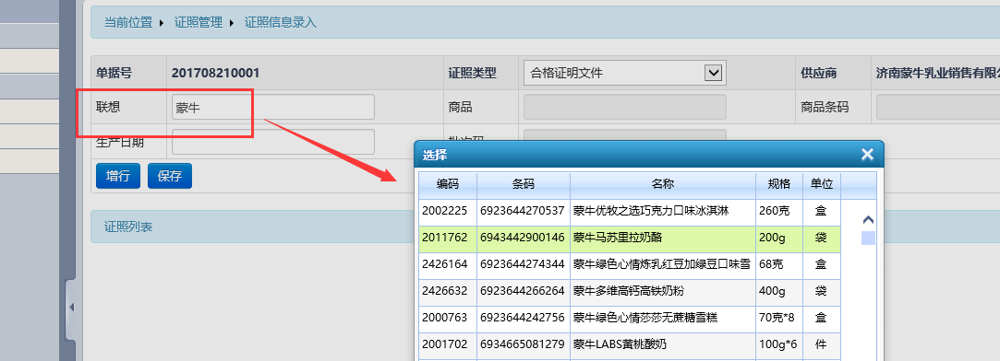 当前位置 证照管理 证照信息录入
单据号 201708210001 证照类型 合格证明文件 供应商 济南蒙牛乳业销售有限
联想 蒙牛 商品 商品条码
生产日期
增行 保存
证照列表
选择
编码 条码 名称 规格 单位
2002225 6923644270537 蒙牛优牧之选巧克力口味冰淇淋 260克 盒
2011762 6943442900146 蒙牛马苏里拉奶酪 200g 袋
2426164 6923644274344 蒙牛绿色心情炼乳红豆加绿豆口味雪 68克 盒
2426632 6923644266264 蒙牛多维高钙高铁奶粉 400g 袋
2000763 6923644242756 蒙牛绿色心情莎莎无蔗糖雪糕 70克*8 盒
2001702 6934665081279 蒙牛LABS黄桃酸奶 100g*6 件